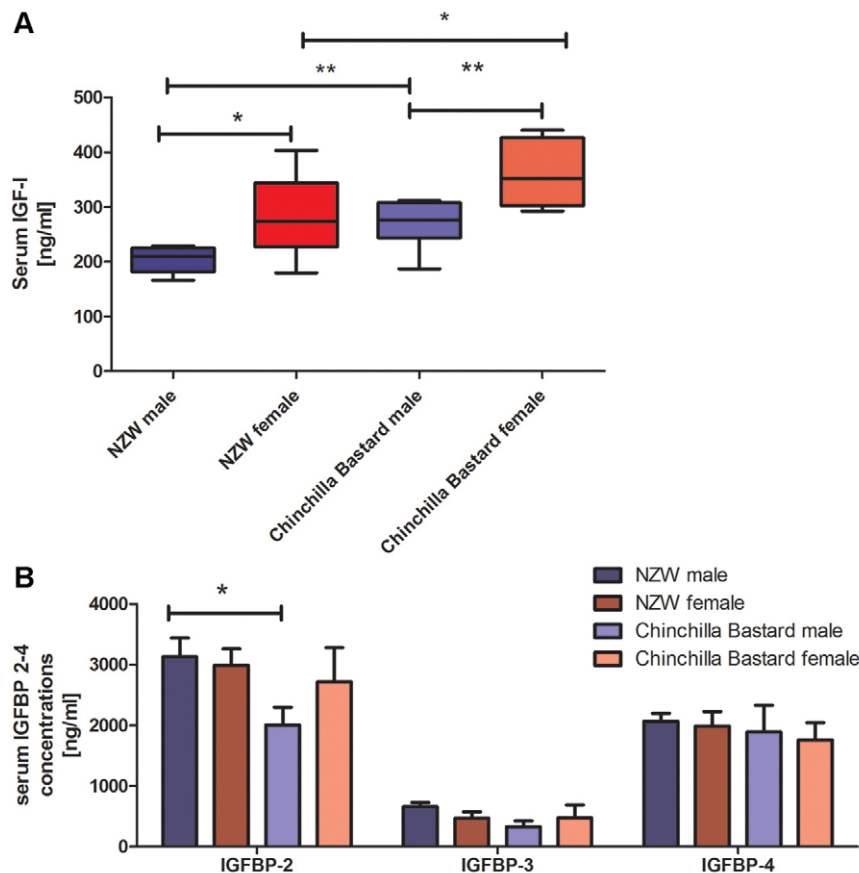 A
*
**
**
*
Serum IGF-I
[ng/ml]
500
400
300
200
100
0
NZW male
NZW female
Chinchilla Bastard male
Chinchilla Bastard female
B
NZW male
NZW female
Chinchilla Bastard male
Chinchilla Bastard female
*
serum IGFBP 2-4
concentrations
[ng/ml]
4000
3000
2000
1000
0
IGFBP-2
IGFBP-3
IGFBP-4